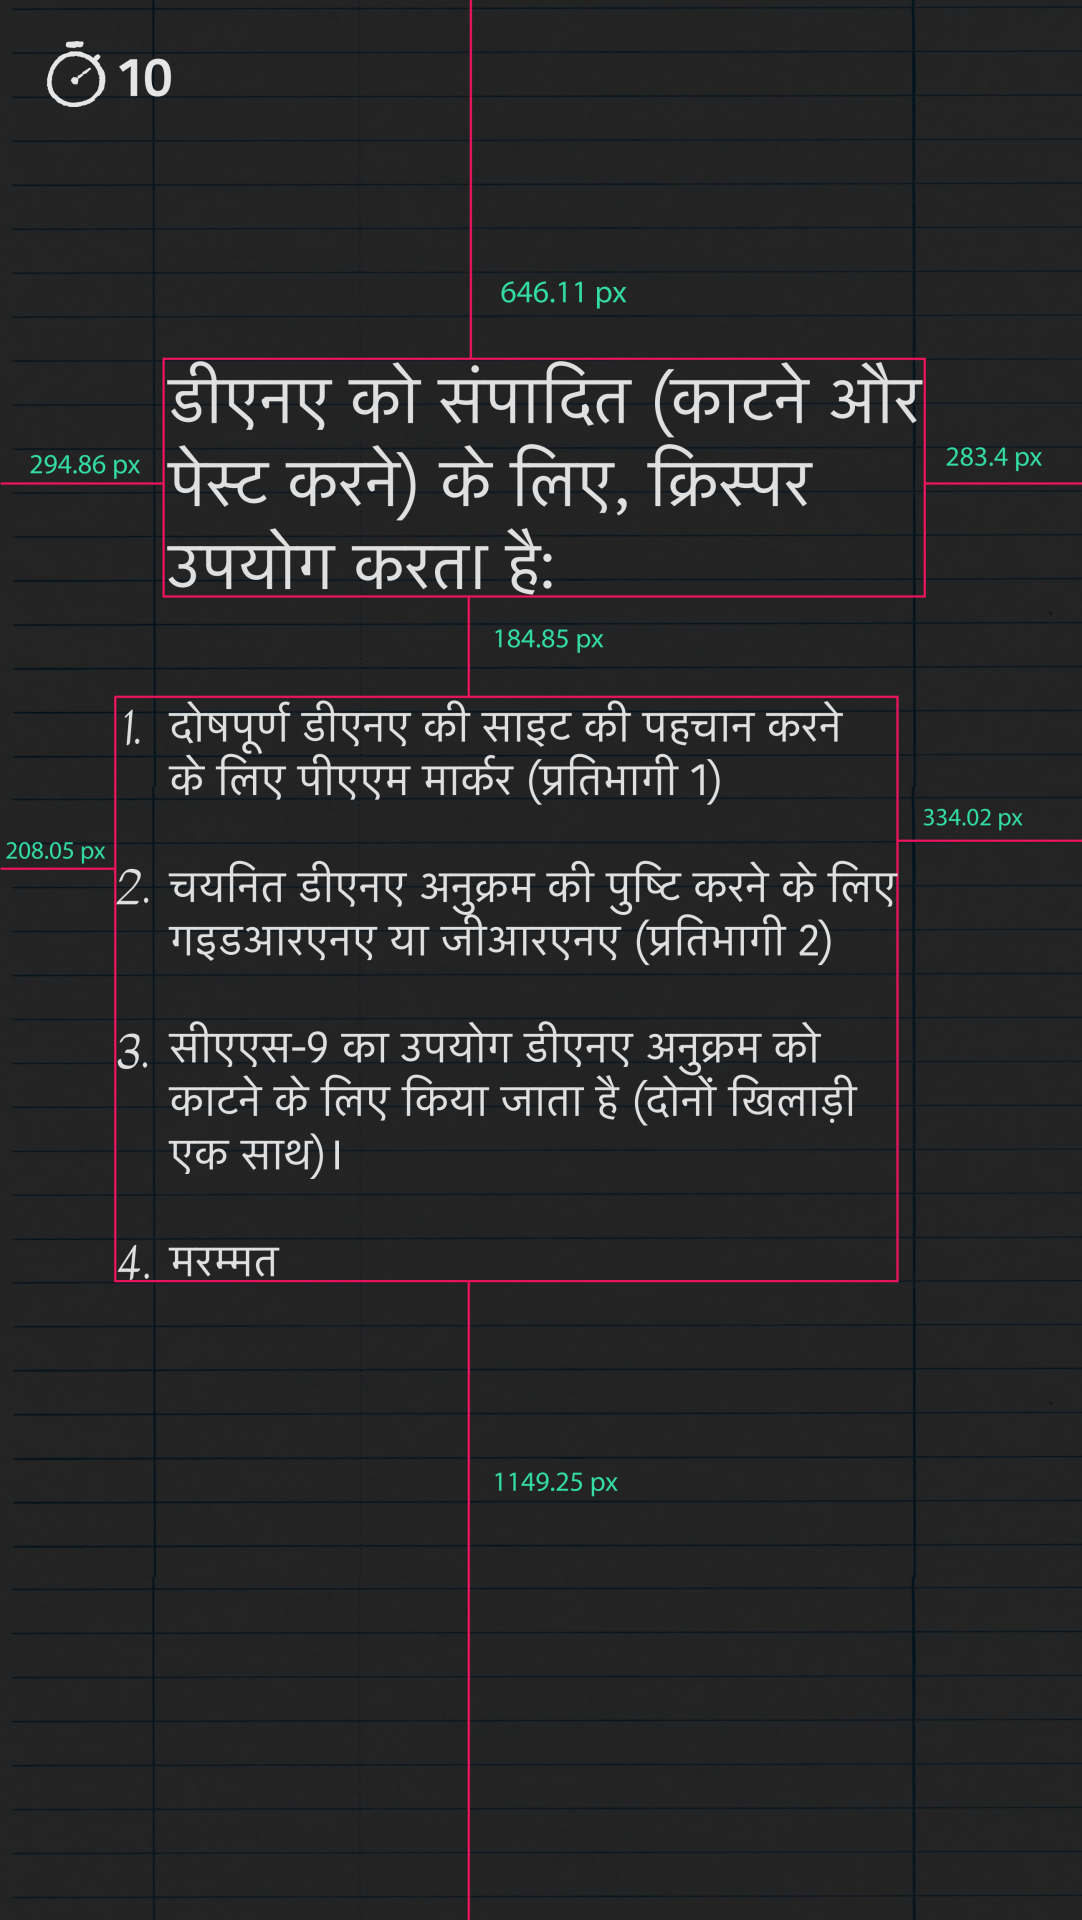 10
646.11 px
डीएनए को संपादित (काटने और
पेस्ट करने) के लिए, क्रिस्पर
उपयोग करता है:
294.86 px
283.4 px
184.85 px
1. दोषपूर्ण डीएनए की साइट की पहचान करने
के लिए पीएएम मार्कर (प्रतिभागी 1)
334.02 px
208.05 px
2. चयनित डीएनए अनुक्रम की पुष्टि करने के लिए
गइडआरएनए या जीआरएनए (प्रतिभागी 2)
3. सीएएस-9 का उपयोग डीएनए अनुक्रम को
काटने के लिए किया जाता है (दोनों खिलाड़ी
एक साथ)।
4. मरम्मत
1149.25 px